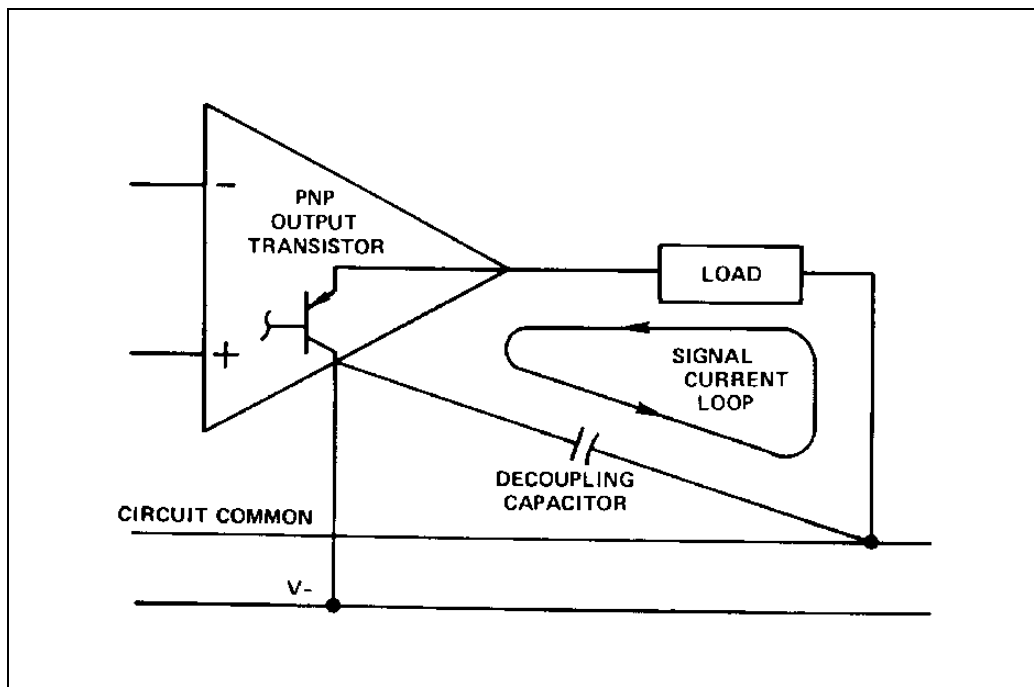 -
PNP
OUTPUT
TRANSISTOR
LOAD
+
SIGNAL
CURRENT
LOOP
DECOUPLING
CAPACITOR
CIRCUIT COMMON
V-